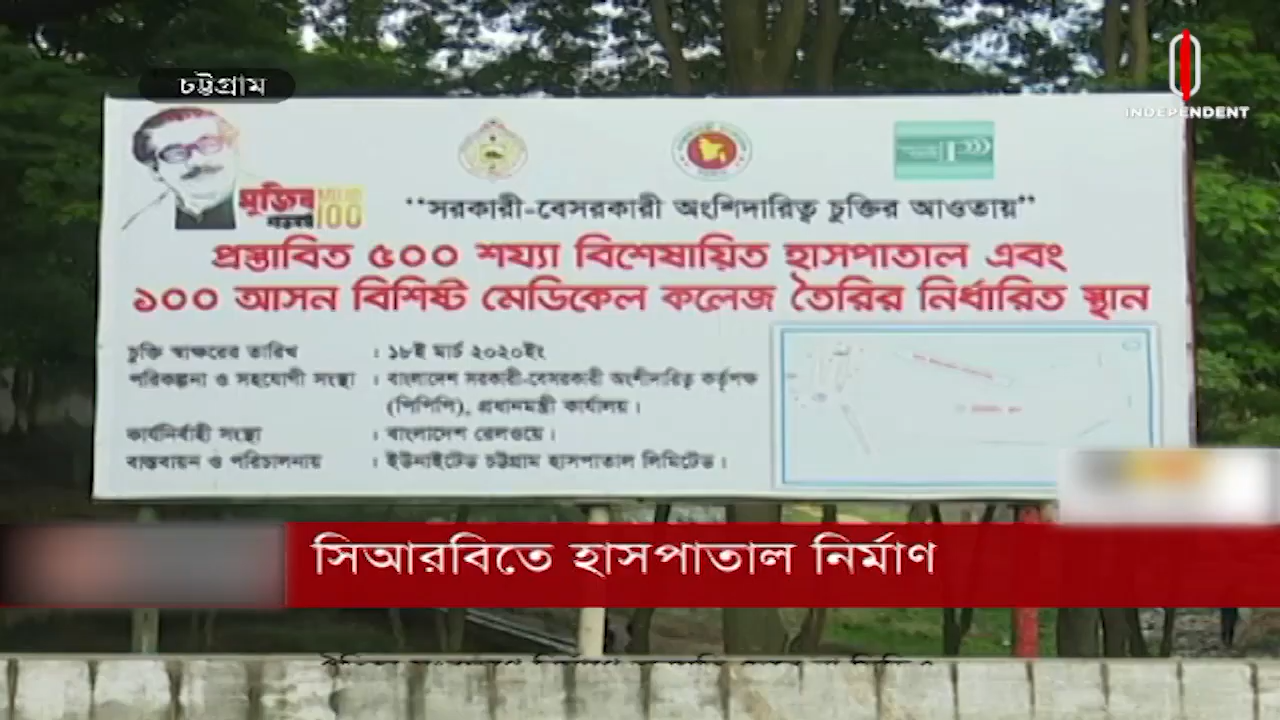 চট্টগ্রাম
INDEPENDENT
মুজিব MUJIB
শতবর্ষ 100
"সরকারী-বেসরকারী অংশিদারিত্ব চুক্তির আওতায়"
প্রস্তাবিত ৫০০ শয্যা বিশেষায়িত হাসপাতাল এবং
১০০ আসন বিশিষ্ট মেডিকেল কলেজ তৈরির নির্ধারিত স্থান
চুক্তি স্বাক্ষরের তারিখ : ১৮ই মার্চ ২০২০ইং
পরিকল্পনা ও সহযোগী সংস্থা : বাংলাদেশ সরকারী-বেসরকারী অংশীদারিত্ব কর্তৃপক্ষ
(পিপিপি), প্রধানমন্ত্রী কার্যালয়।
কার্যনির্বাহী সংস্থা : বাংলাদেশ রেলওয়ে।
বাস্তবায়ন ও পরিচালনায় : ইউনাইটেড চট্টগ্রাম হাসপাতাল লিমিটেড।
সিআরবিতে হাসপাতাল নির্মাণ